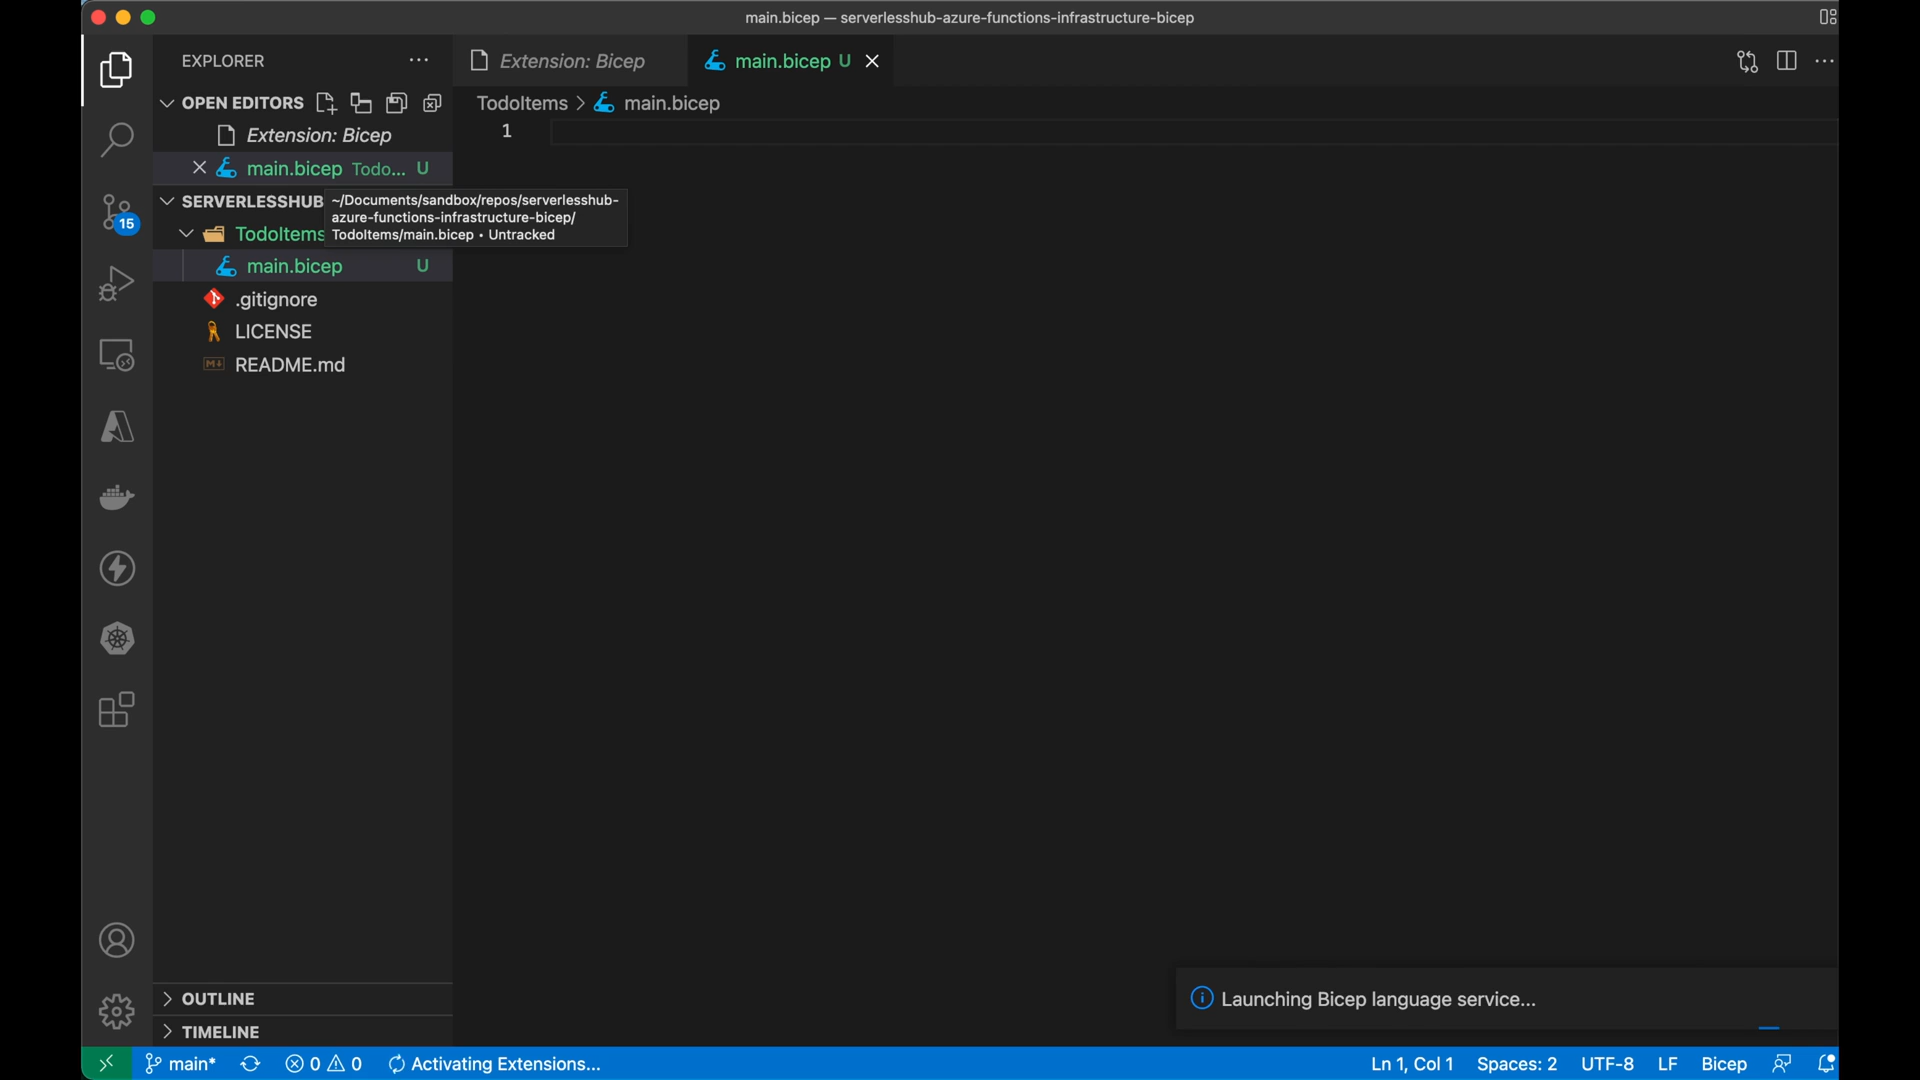 main.bicep — serverlesshub-azure-functions-infrastructure-bicep
EXPLORER
Extension: Bicep
main.bicep U
OPEN EDITORS
TodoItems > main.bicep
Extension: Bicep
1
main.bicep Todo... U
SERVERLESSHUB
~/Documents/sandbox/repos/serverlesshub-
azure-functions-infrastructure-bicep/
TodoItems/main.bicep • Untracked
15
TodoItems
main.bicep U
.gitignore
LICENSE
README.md
OUTLINE
Launching Bicep language service...
TIMELINE
main* 0 0 Activating Extensions... Ln 1, Col 1 Spaces: 2 UTF-8 LF Bicep